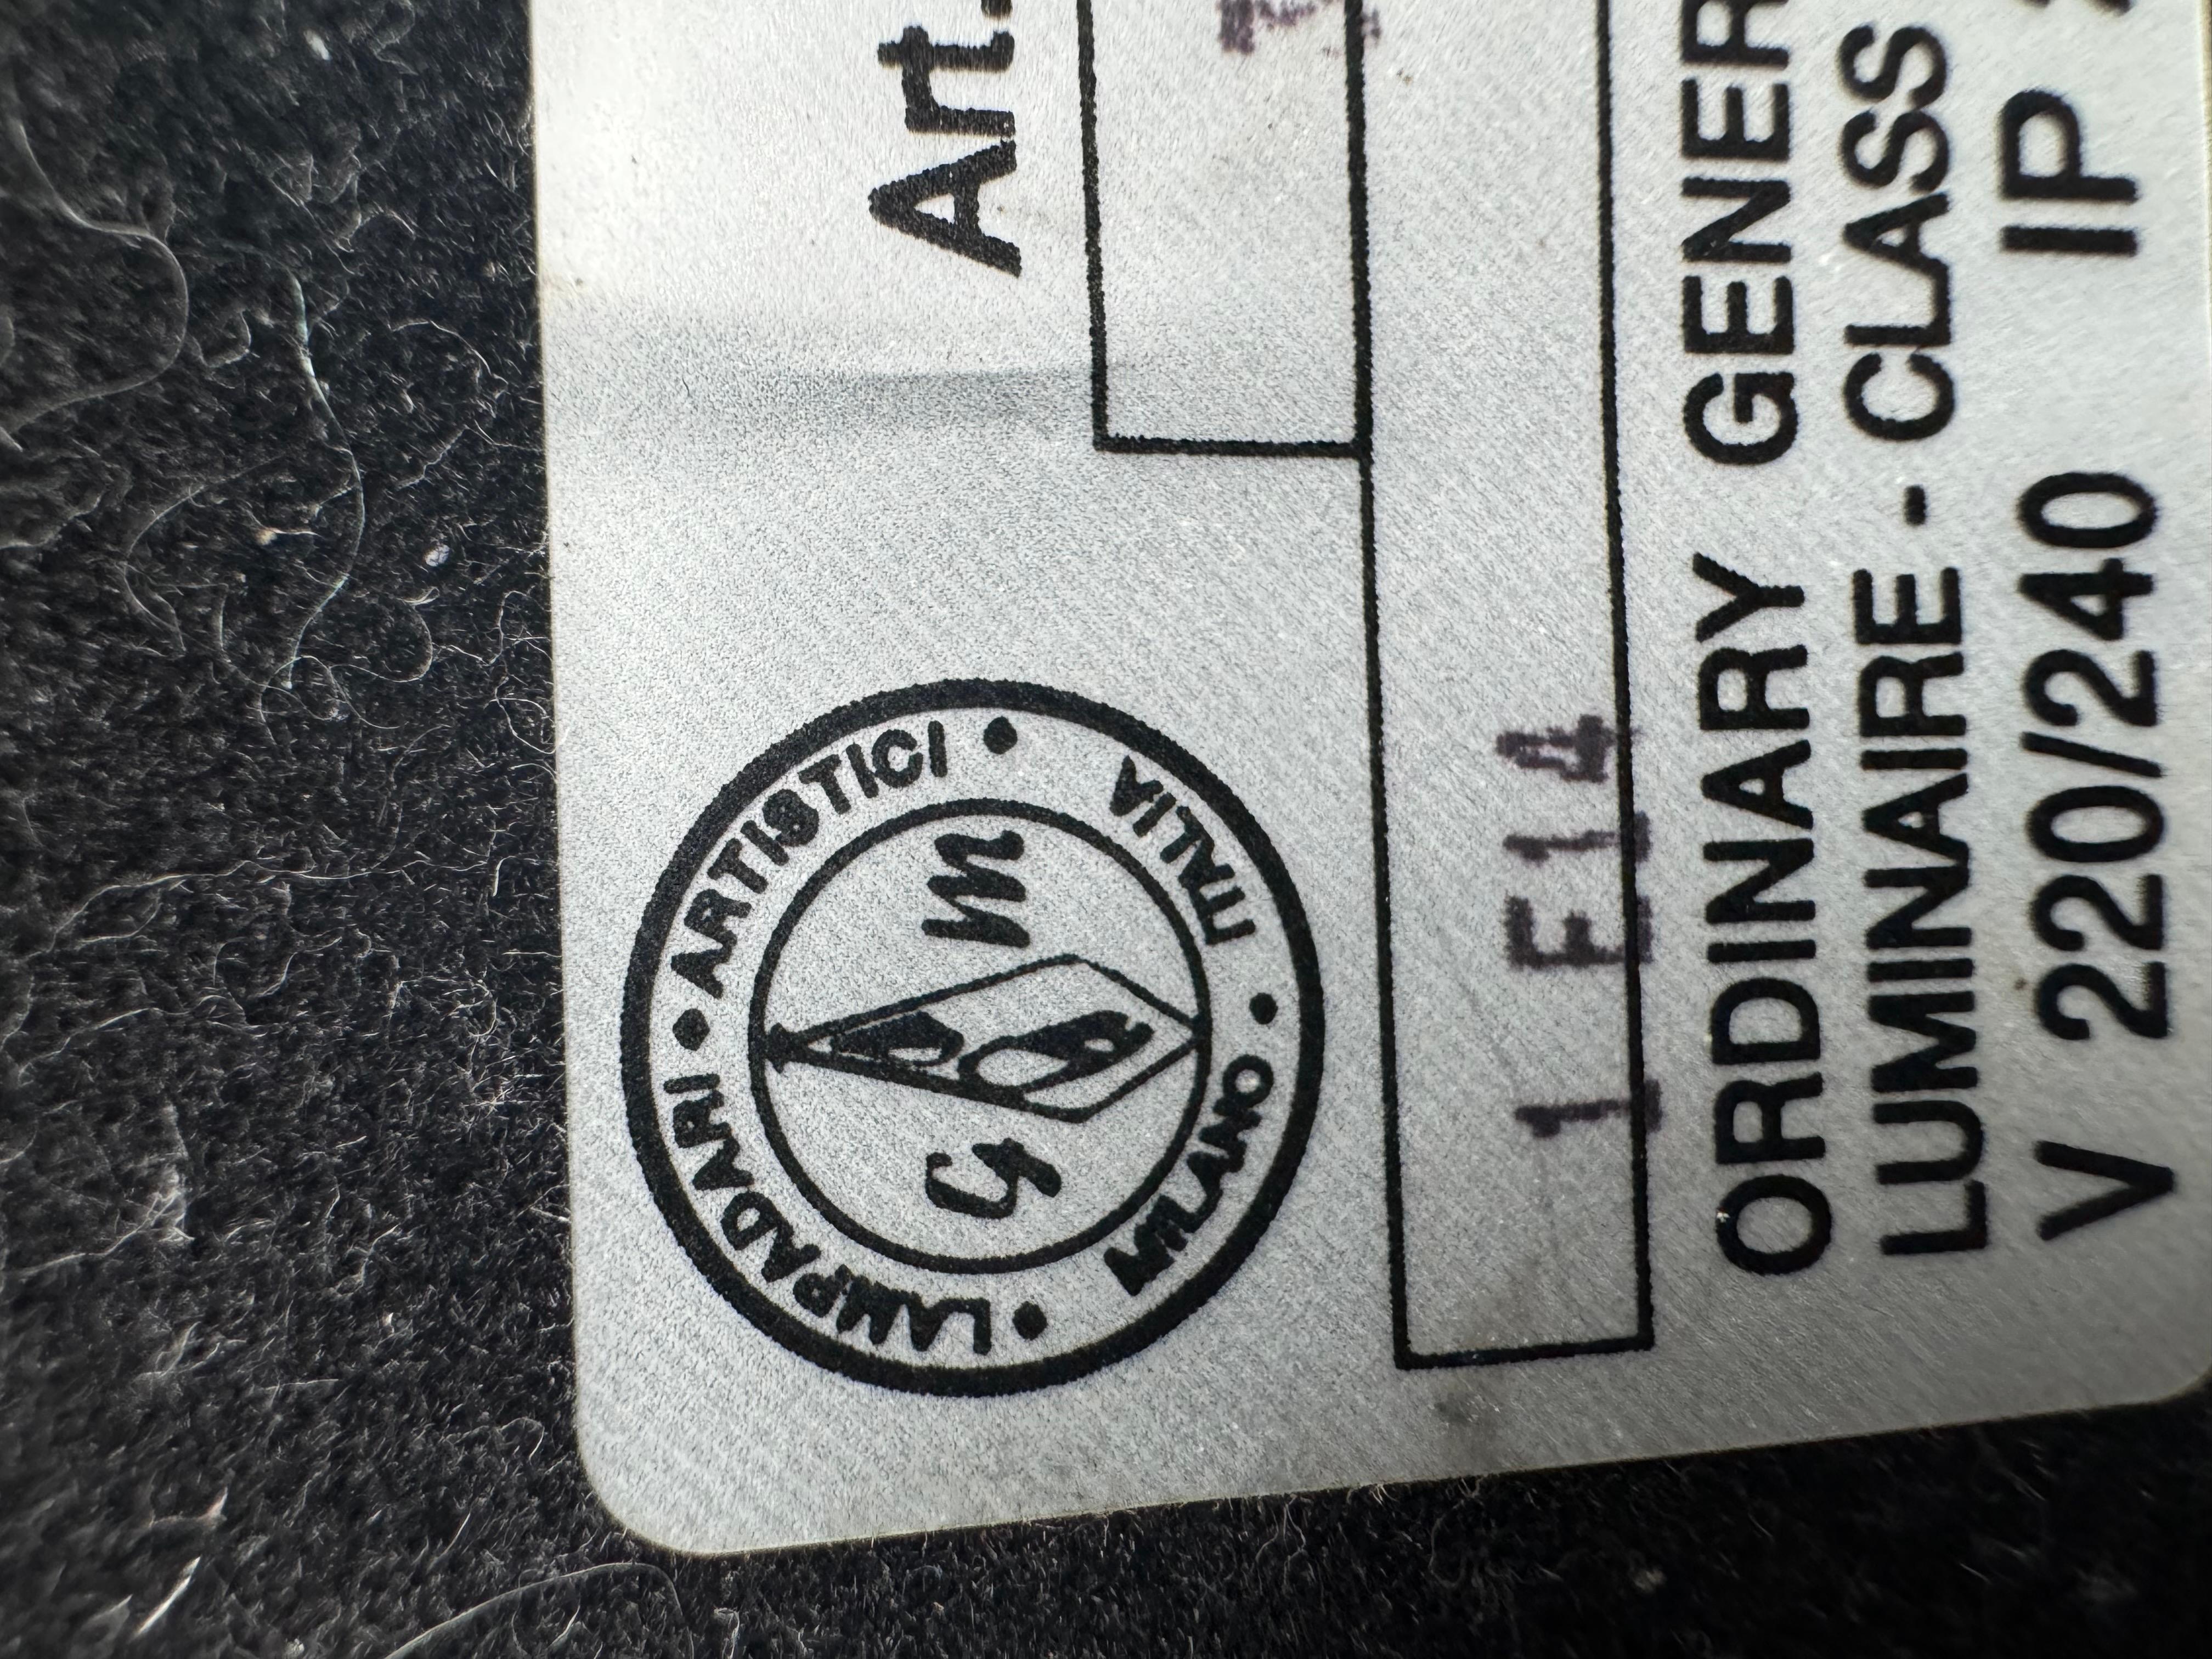 Art.
• LAMPADARI • ARTISTICI •
MILANO • ITALIA
G M
1 E14
ORDINARY GENER
LUMINAIRE - CLASS
V 220/240 IP